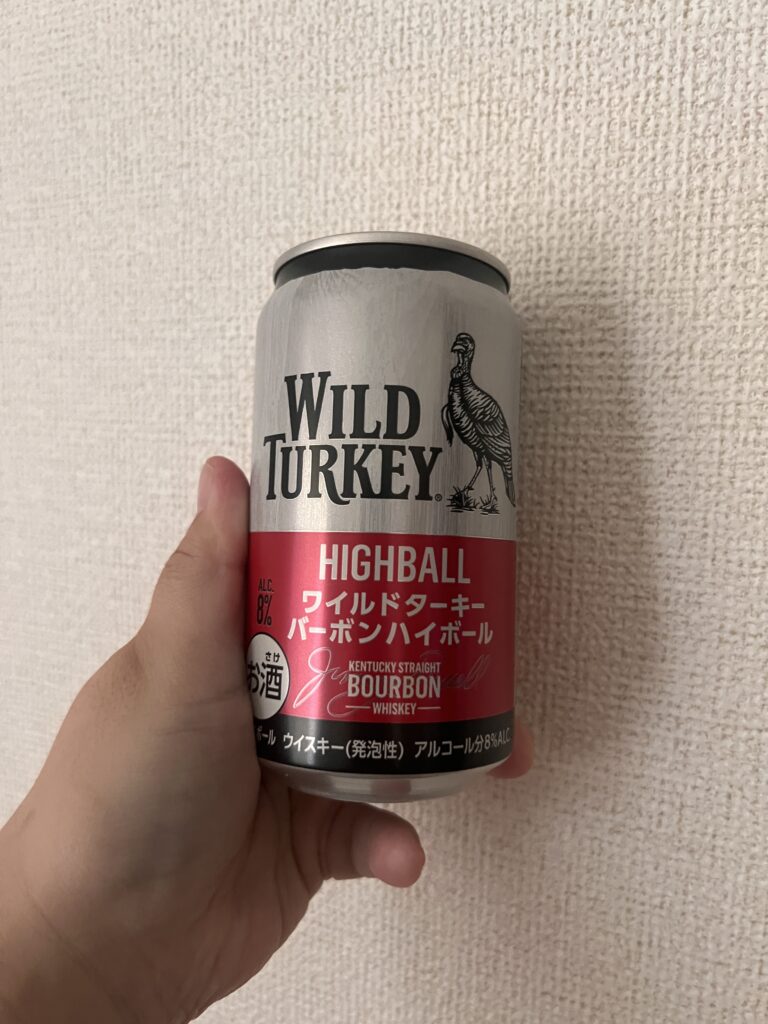 WILD
TURKEY®
HIGHBALL
ALC.
8%
ワイルドターキー
バーボンハイボール
さけ
お酒
KENTUCKY STRAIGHT
BOURBON
WHISKEY
ボール ウイスキー(発泡性) アルコール分8%ALC.